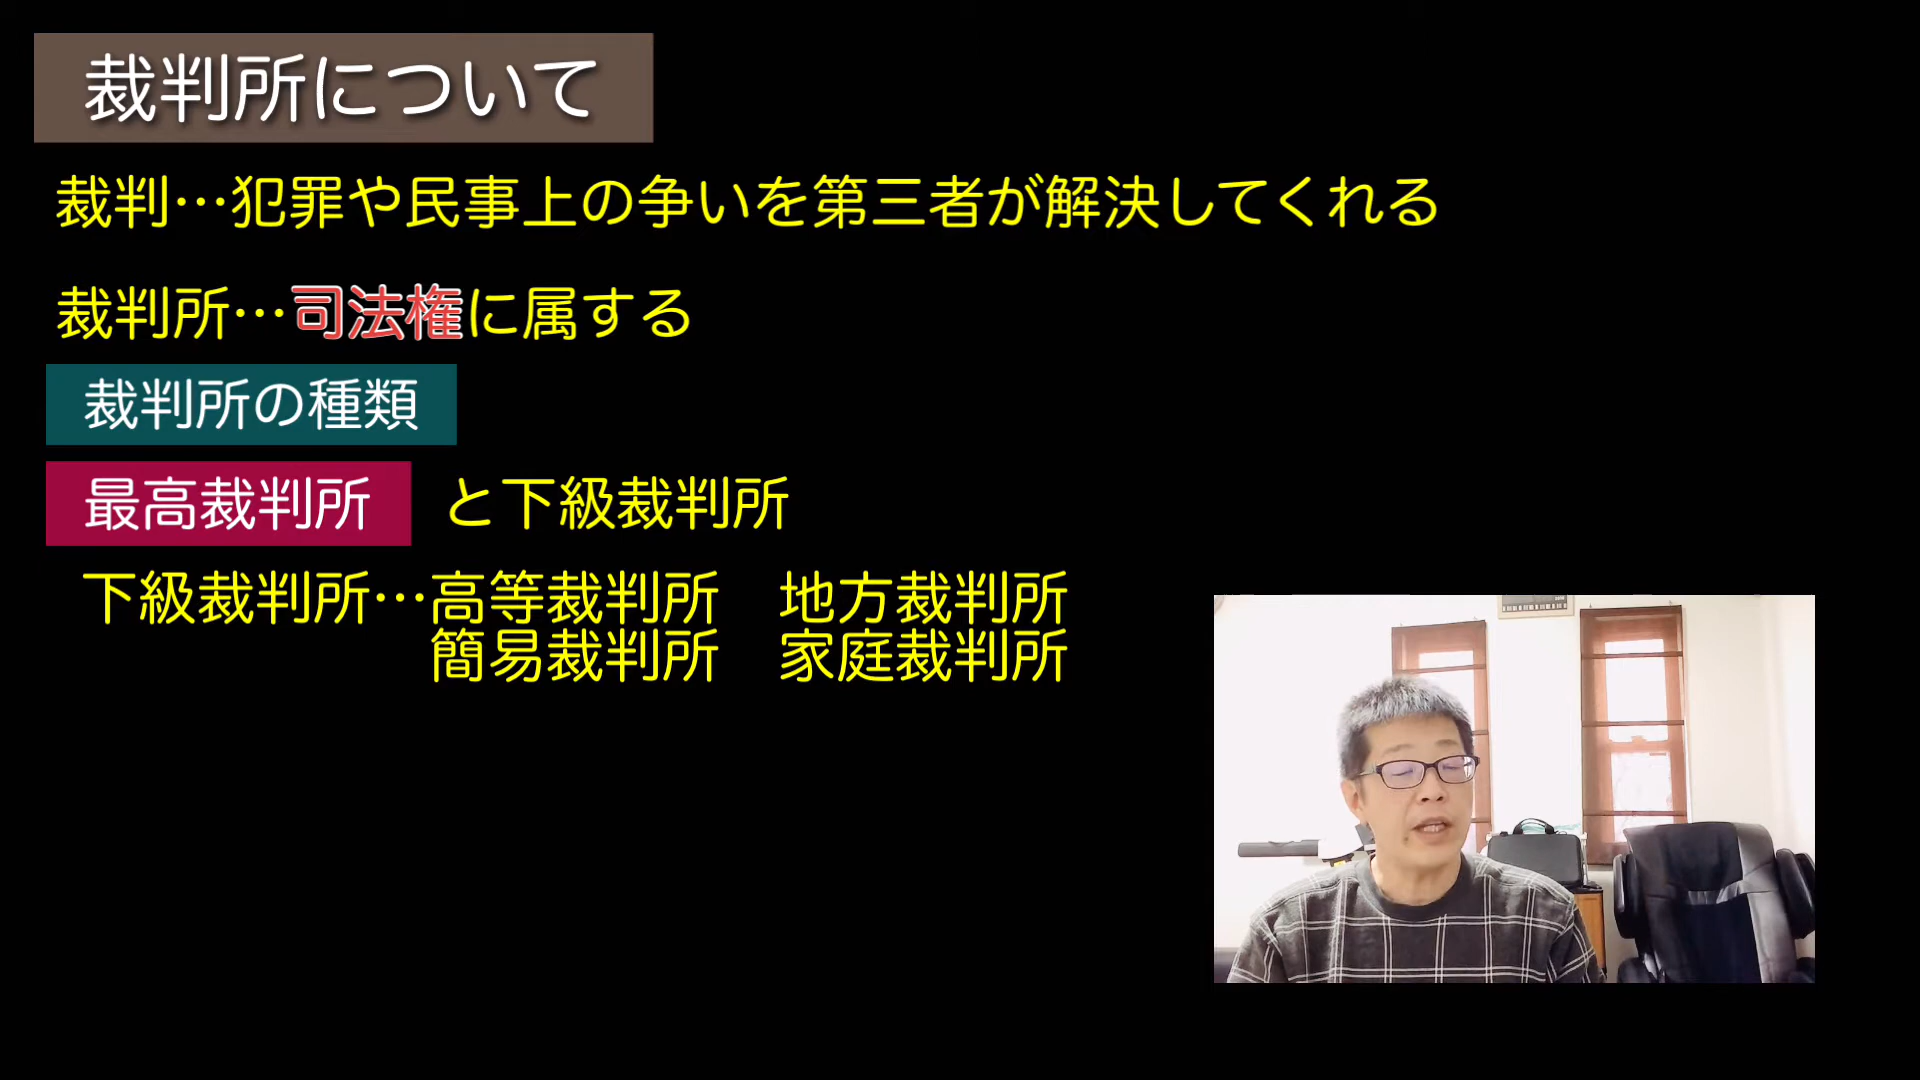 裁判所について
裁判…犯罪や民事上の争いを第三者が解決してくれる
裁判所…司法権に属する
裁判所の種類
最高裁判所 と下級裁判所
下級裁判所…高等裁判所 地方裁判所
簡易裁判所 家庭裁判所